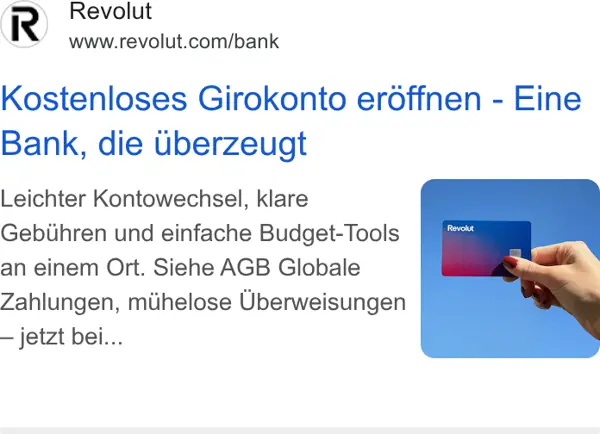 Revolut
www.revolut.com/bank
Kostenloses Girokonto eröffnen - Eine
Bank, die überzeugt
Leichter Kontowechsel, klare
Gebühren und einfache Budget-Tools
an einem Ort. Siehe AGB Globale
Zahlungen, mühelose Überweisungen
– jetzt bei...
Revolut